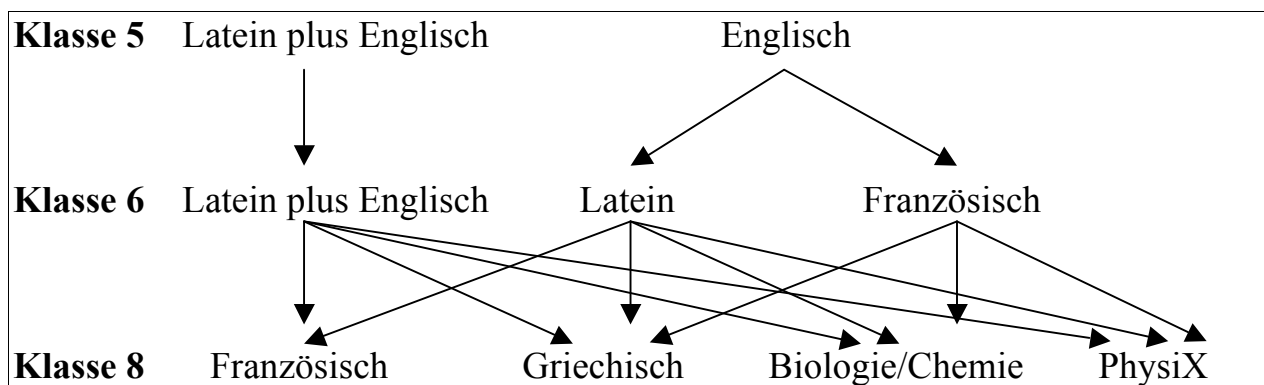 Klasse 5 Latein plus Englisch Englisch
Klasse 6 Latein plus Englisch Latein Französisch
Klasse 8 Französisch Griechisch Biologie/Chemie PhysiX